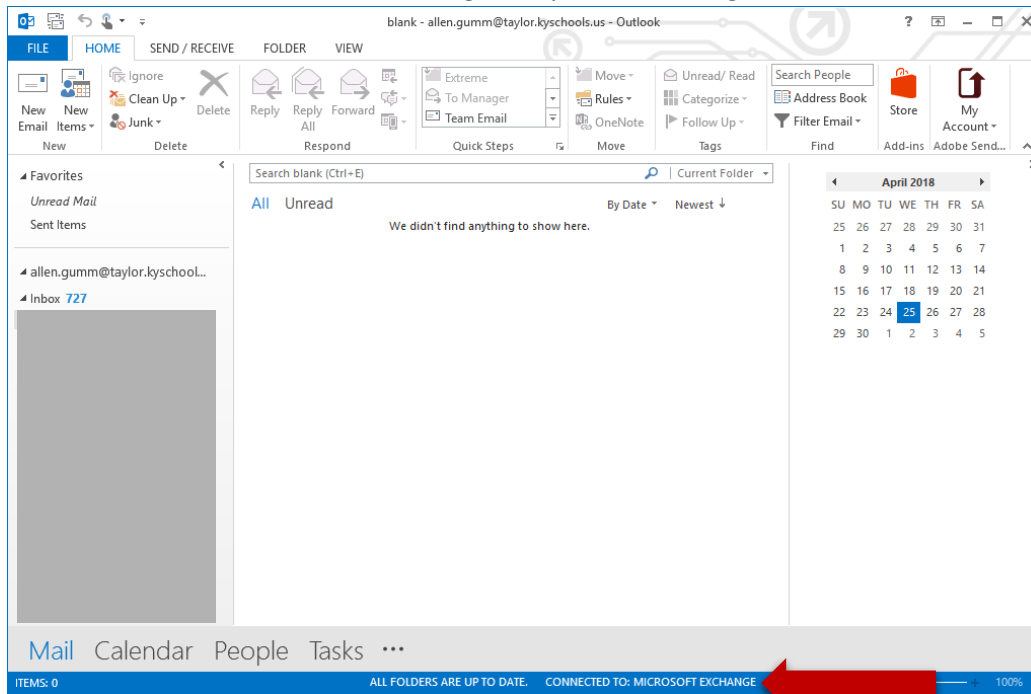 blank - allen.gumm@taylor.kyschools.us - Outlook
FILE HOME SEND / RECEIVE FOLDER VIEW
New Email
New Items
Ignore
Clean Up
Junk
Delete
Reply
Reply All
Forward
Extreme
To Manager
Team Email
Move
Rules
OneNote
Unread/ Read
Categorize
Follow Up
Search People
Address Book
Filter Email
Store
My Account
New Delete Respond Quick Steps Move Tags Find Add-ins Adobe Send...
Favorites
Unread Mail
Sent Items
allen.gumm@taylor.kyschool...
Inbox 727
Search blank (Ctrl+E) Current Folder
All Unread By Date Newest
We didn't find anything to show here.
April 2018
SU MO TU WE TH FR SA
25 26 27 28 29 30 31
1 2 3 4 5 6 7
8 9 10 11 12 13 14
15 16 17 18 19 20 21
22 23 24 25 26 27 28
29 30 1 2 3 4 5
Mail Calendar People Tasks
ITEMS: 0 ALL FOLDERS ARE UP TO DATE. CONNECTED TO: MICROSOFT EXCHANGE 100%